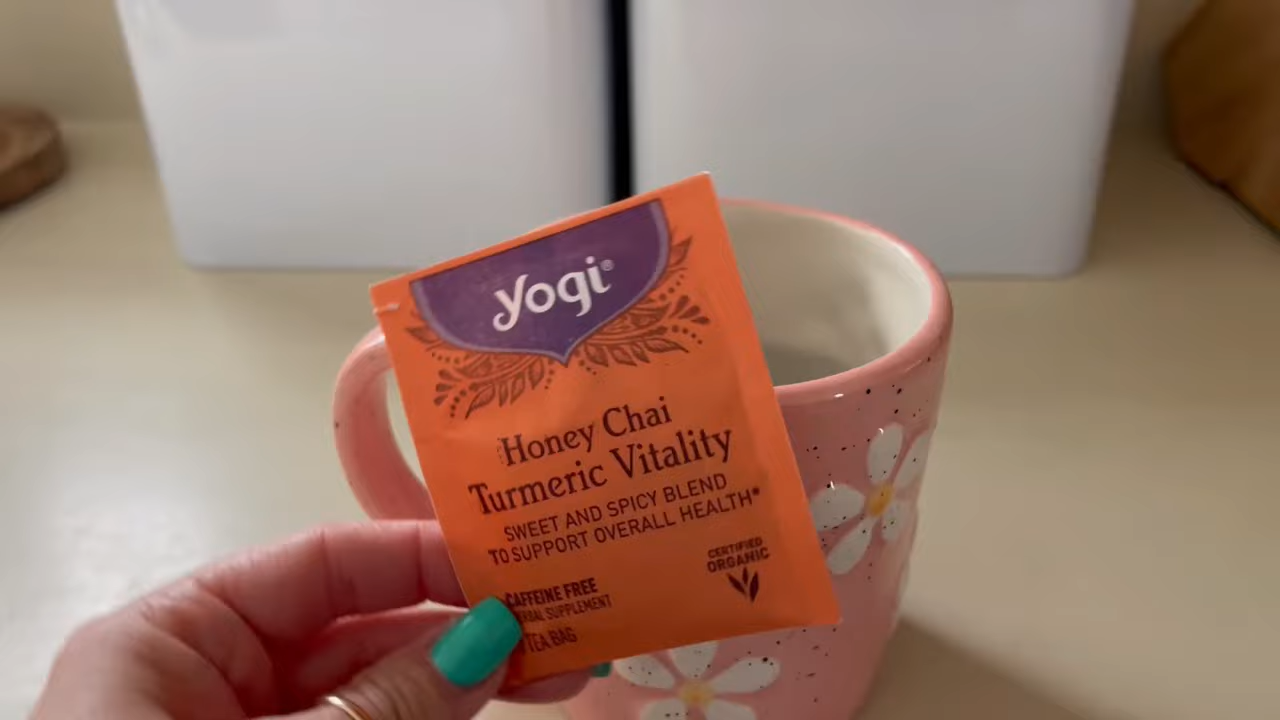 yogi®
Honey Chai
Turmeric Vitality
SWEET AND SPICY BLEND
TO SUPPORT OVERALL HEALTH*
CERTIFIED
ORGANIC
CAFFEINE FREE
SUPPLEMENT
TEA BAG